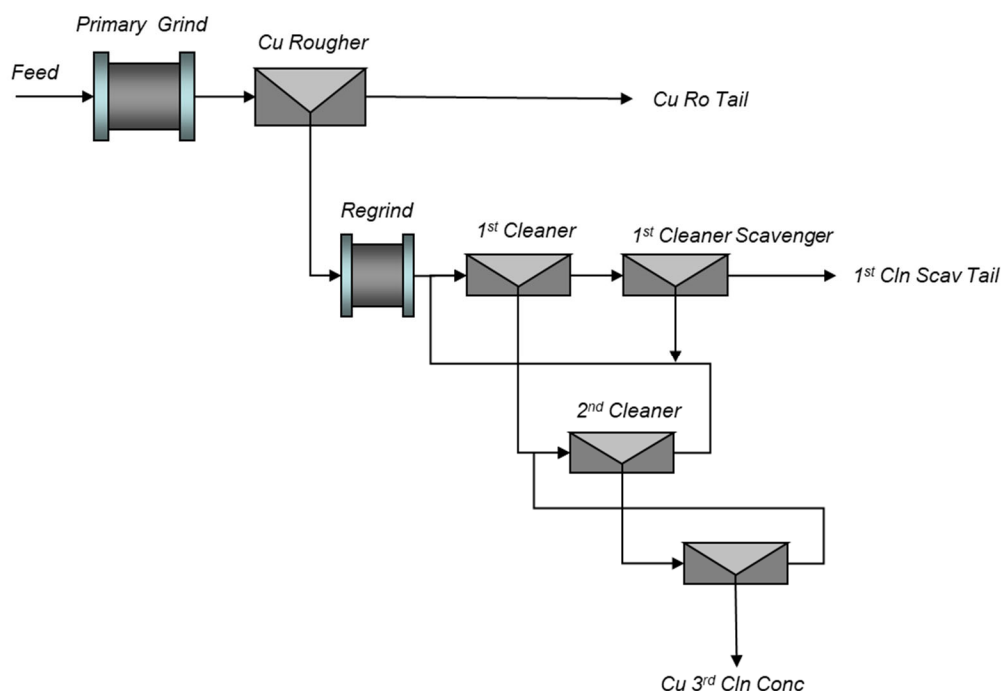 Primary Grind
Cu Rougher
Feed
Cu Ro Tail
Regrind
1st Cleaner
1st Cleaner Scavenger
1st Cln Scav Tail
2nd Cleaner
Cu 3rd Cln Conc